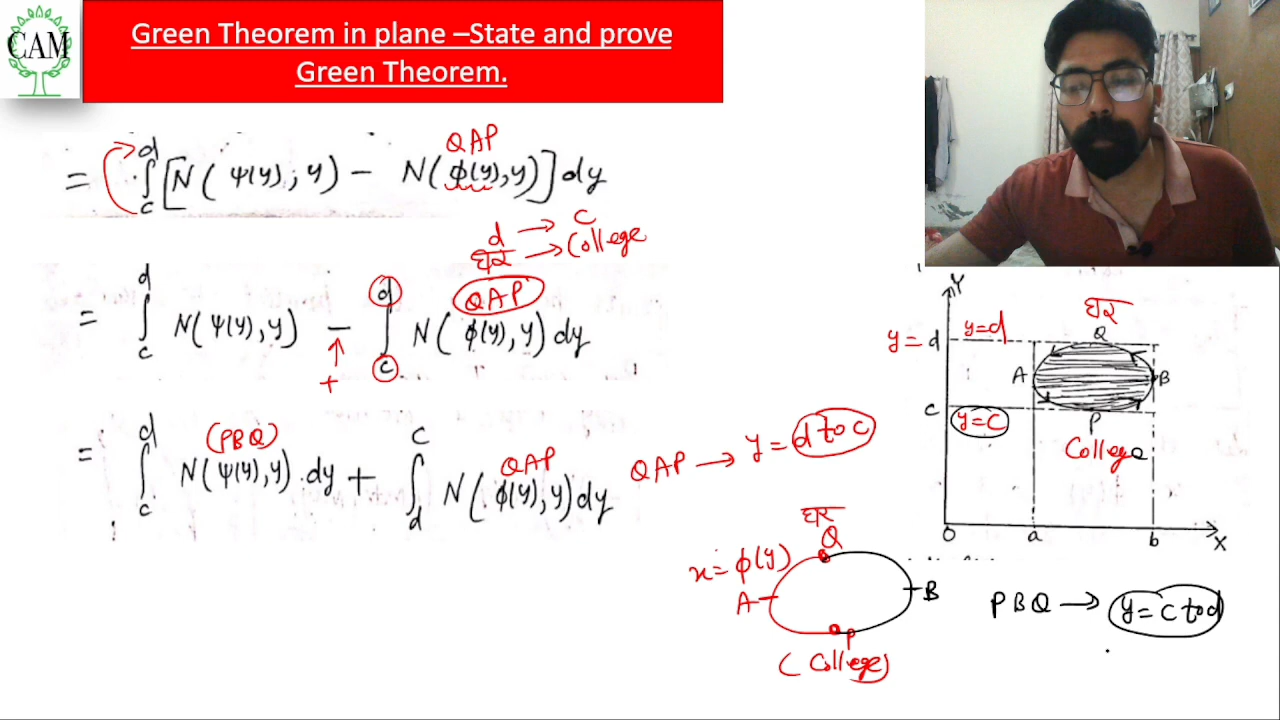 CAM
Green Theorem in plane –State and prove
Green Theorem.
QAP
= ∫_c^d [N(ψ(y), y) - N(ϕ(y), y)] dy
d → c
घर → College
QAP
= ∫_c^d N(ψ(y), y) - ∫_c^d N(ϕ(y), y) dy
+
(PBQ)
QAP
= ∫_c^d N(ψ(y), y) dy + ∫_d^c N(ϕ(y), y) dy
QAP → y = d to c
Y
घर
y = d
y=d
Q
A
B
c
y=c
P
College
O
a
b
X
घर
Q
x = ϕ(y)
A
B
P
(College)
PBQ → y = c to d